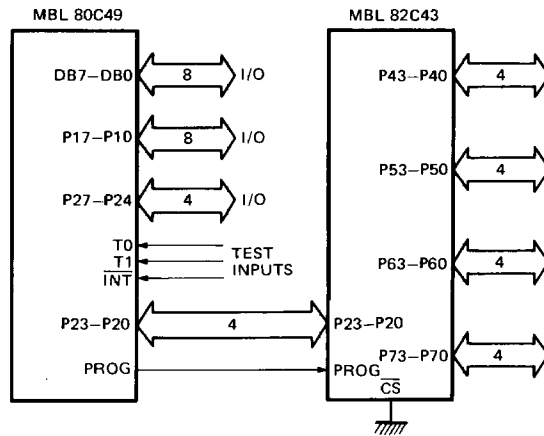 MBL 80C49
MBL 82C43
DB7–DB0
8
I/O
P17–P10
8
I/O
P27–P24
4
I/O
T0
T1
INT
TEST
INPUTS
P23–P20
4
PROG
P43–P40
4
P53–P50
4
P63–P60
4
P23–P20
P73–P70
4
PROG
CS